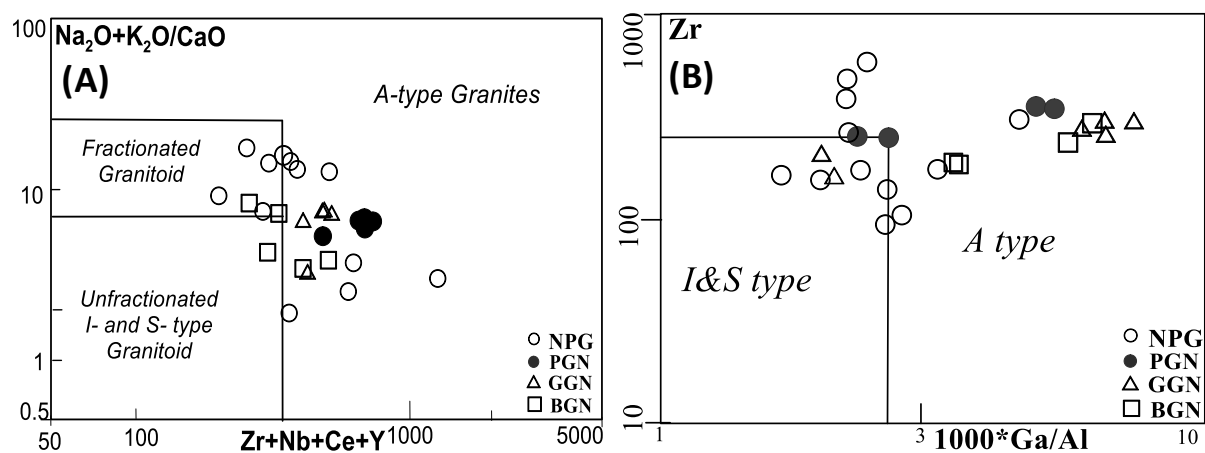 100
Na₂O+K₂O/CaO
(A)
A-type Granites
Fractionated
Granitoid
10
Unfractionated
I- and S- type
Granitoid
1
0.5
NPG
PGN
GGN
BGN
50
100
Zr+Nb+Ce+Y
1000
5000
1000
Zr
(B)
100
A type
I&S type
10
NPG
PGN
GGN
BGN
1
3
1000*Ga/Al
10